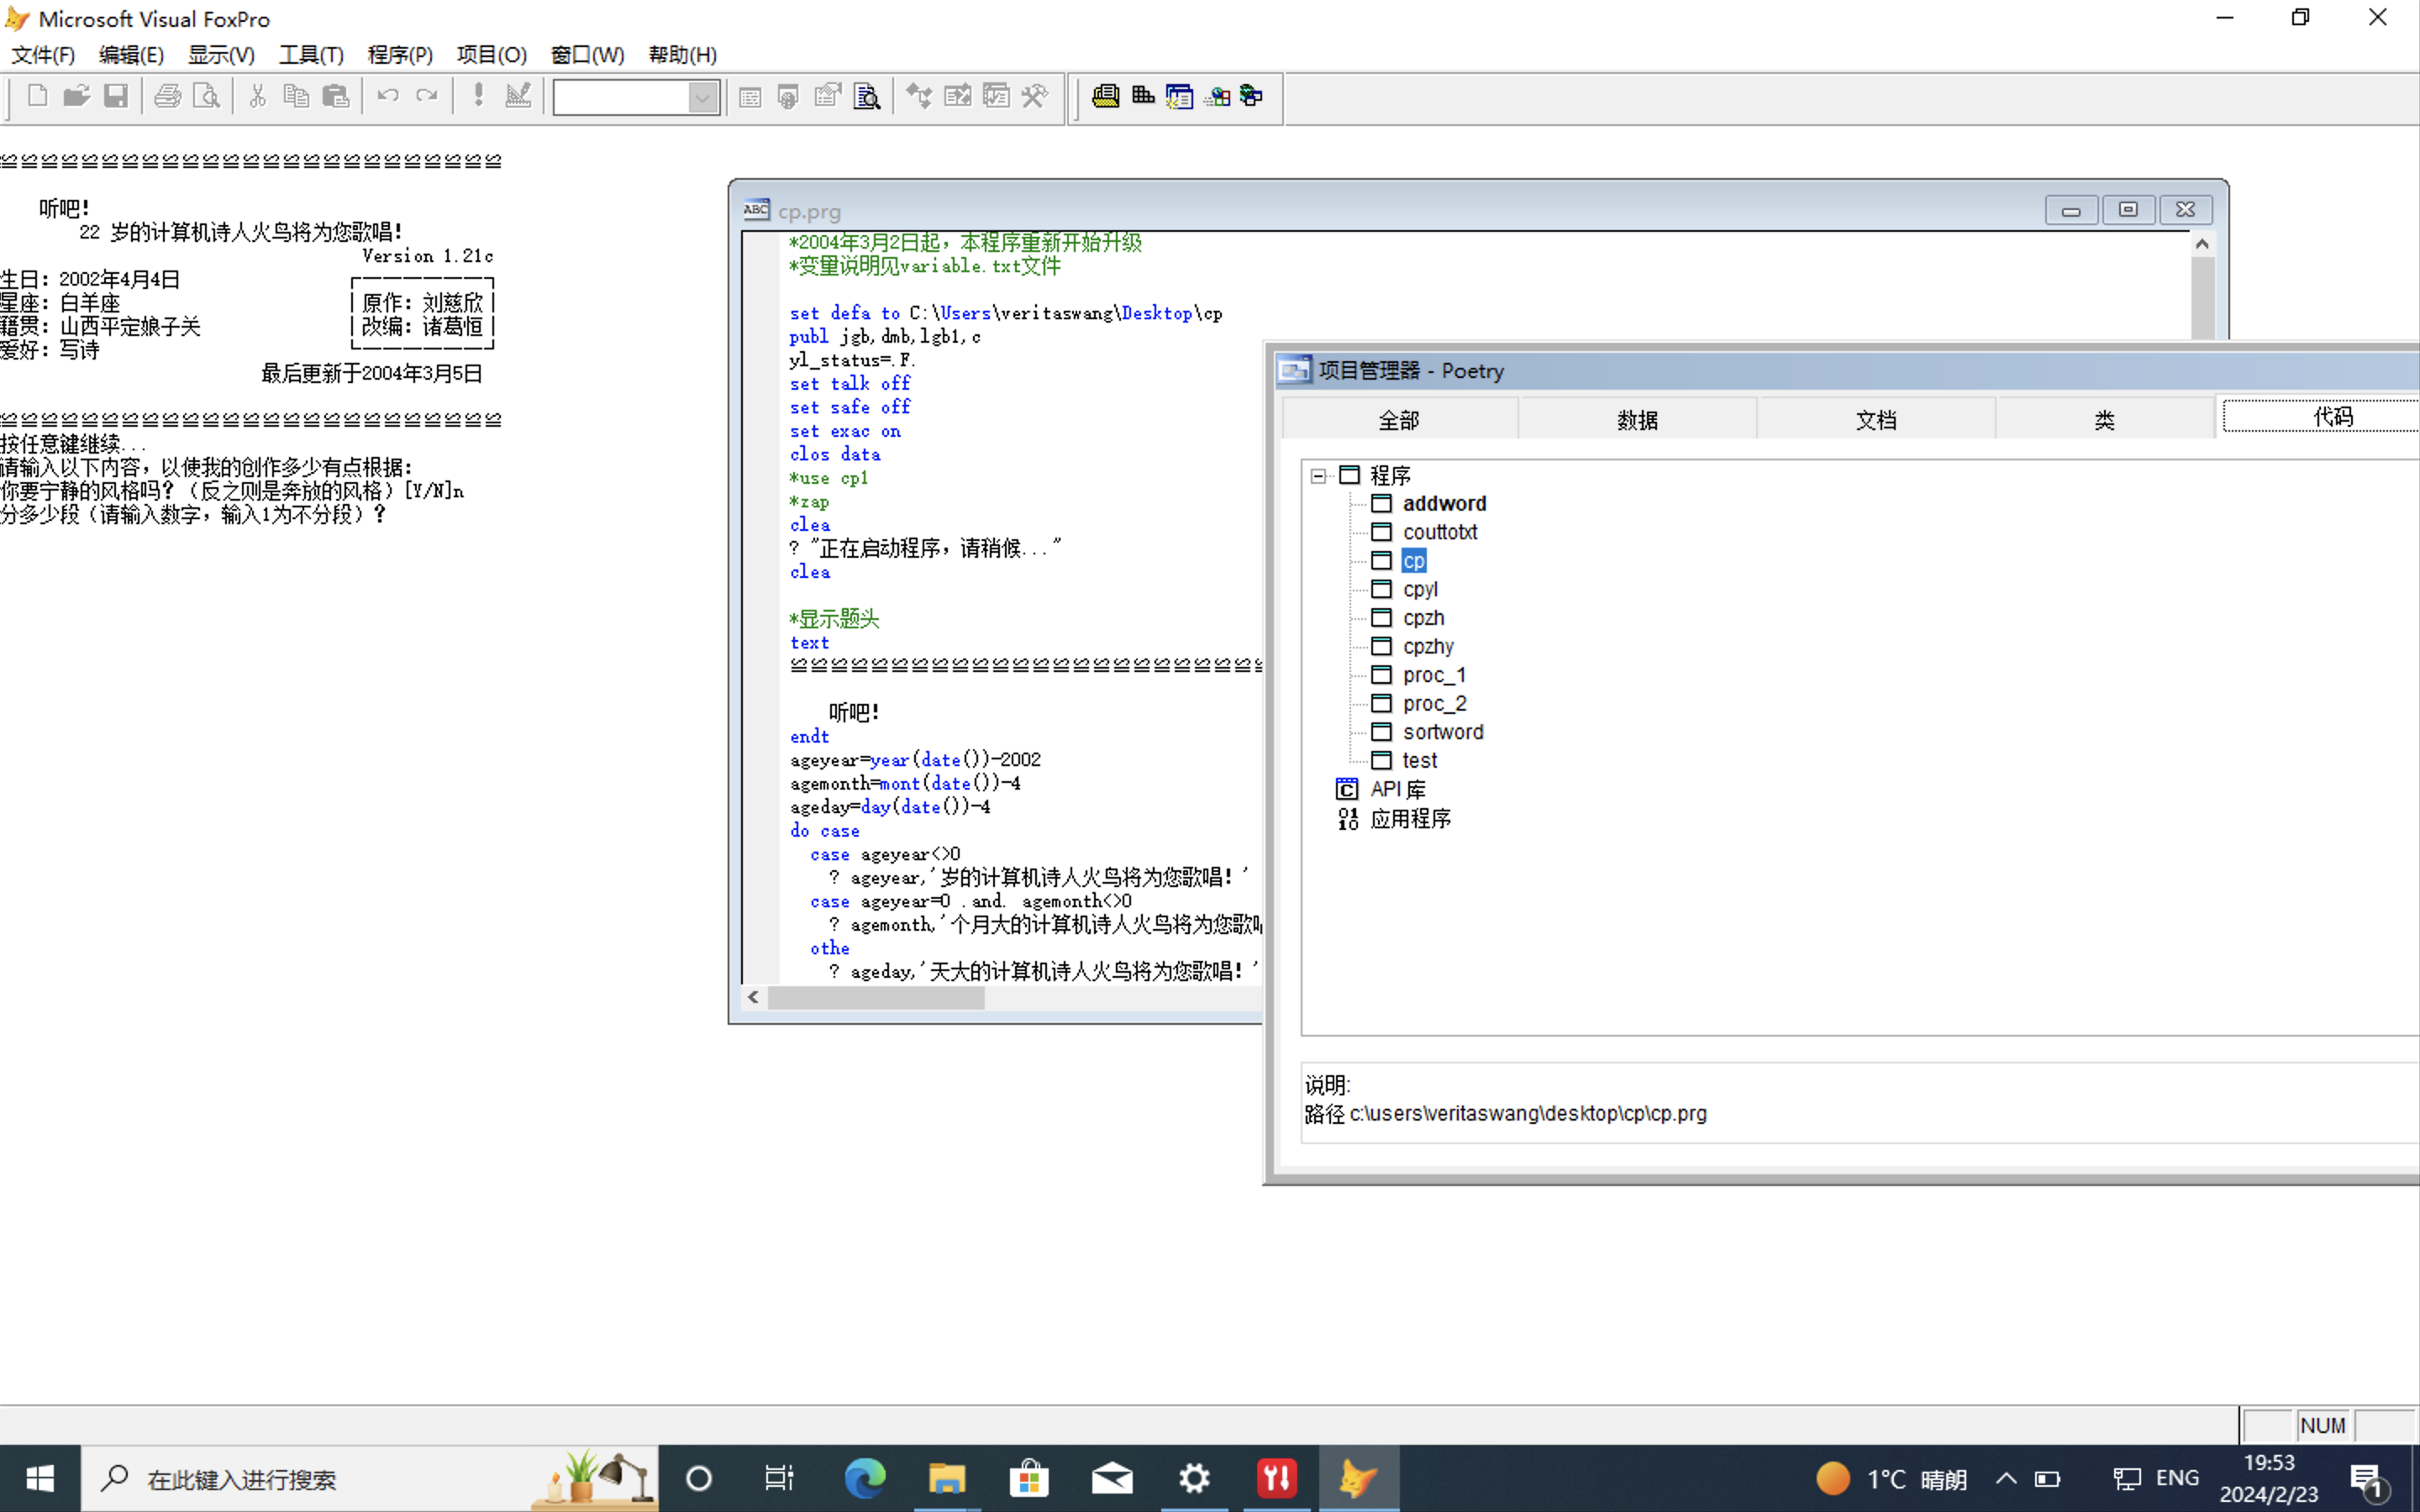 Microsoft Visual FoxPro
文件(F) 编辑(E) 显示(V) 工具(T) 程序(P) 项目(O) 窗口(W) 帮助(H)
≌≌≌≌≌≌≌≌≌≌≌≌≌≌≌≌≌≌≌≌≌≌≌≌≌
听吧!
22 岁的计算机诗人火鸟将为您歌唱!
Version 1.21c
生日: 2002年4月4日
星座: 白羊座
原作: 刘慈欣
籍贯: 山西平定娘子关
改编: 诸葛恒
爱好: 写诗
最后更新于2004年3月5日
≌≌≌≌≌≌≌≌≌≌≌≌≌≌≌≌≌≌≌≌≌≌≌≌≌
按任意键继续...
请输入以下内容，以使我的创作多少有点根据:
你要宁静的风格吗？（反之则是奔放的风格）[Y/N]n
分多少段（请输入数字，输入1为不分段）？
cp.prg
*2004年3月2日起，本程序重新开始升级
*变量说明见variable.txt文件
set defa to C:\Users\veritaswang\Desktop\cp
publ jgb,dmb,lgb1,c
yl_status=.F.
set talk off
set safe off
set exac on
clos data
*use cp1
*zap
clea
? "正在启动程序，请稍候..."
clea
*显示题头
text
≌≌≌≌≌≌≌≌≌≌≌≌≌≌≌≌≌≌≌≌≌≌≌≌
听吧!
endt
ageyear=year(date())-2002
agemonth=mont(date())-4
ageday=day(date())-4
do case
case ageyear<>0
? ageyear,'岁的计算机诗人火鸟将为您歌唱!'
case ageyear=0 .and. agemonth<>0
? agemonth,'个月大的计算机诗人火鸟将为您歌
othe
? ageday,'天大的计算机诗人火鸟将为您歌唱!'
项目管理器 - Poetry
全部 数据 文档 类 代码
程序
addword
couttotxt
cp
cpyl
cpzh
cpzhy
proc_1
proc_2
sortword
test
API 库
应用程序
说明:
路径 c:\users\veritaswang\desktop\cp\cp.prg
NUM
在此键入进行搜索
1°C 晴朗
ENG
19:53
2024/2/23
1